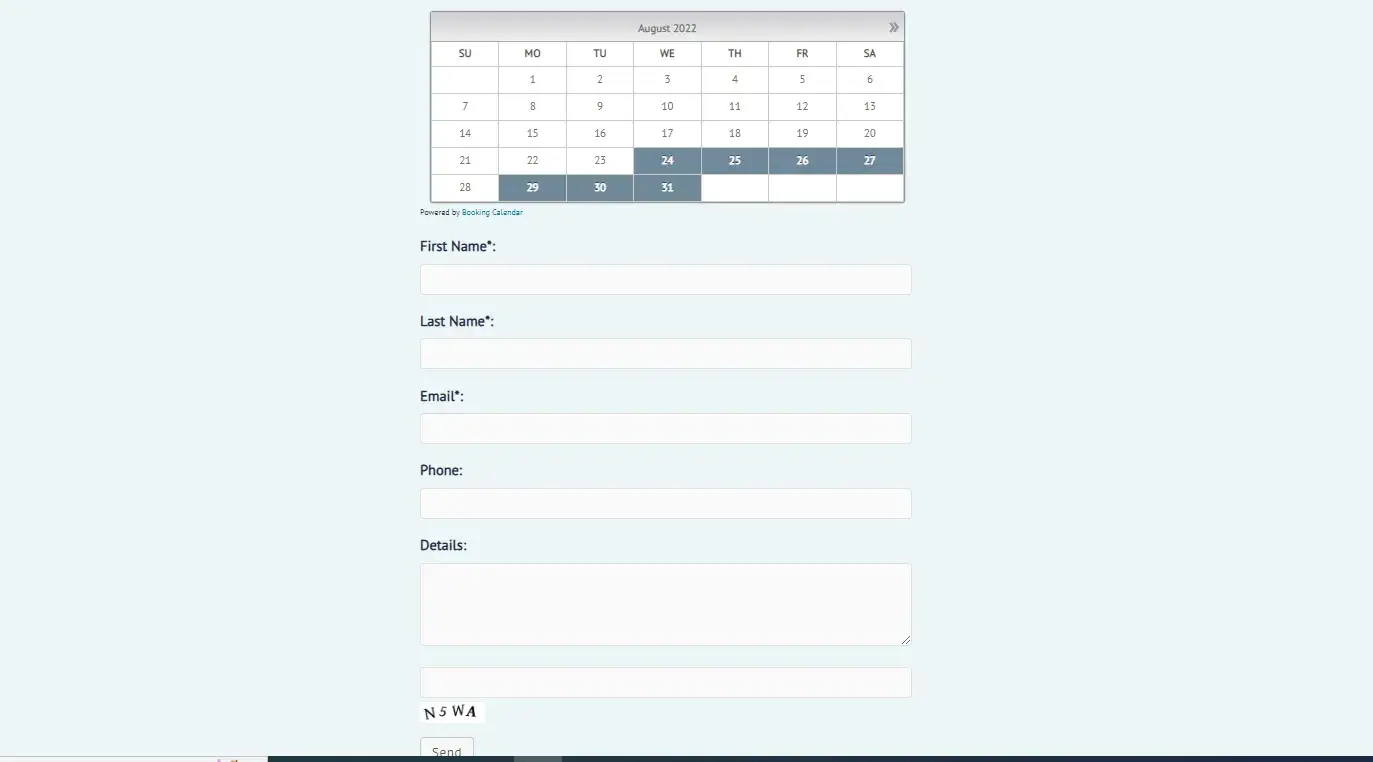 August 2022 »
SU MO TU WE TH FR SA
1 2 3 4 5 6
7 8 9 10 11 12 13
14 15 16 17 18 19 20
21 22 23 24 25 26 27
28 29 30 31
Powered by Booking Calendar
First Name*:
Last Name*:
Email*:
Phone:
Details:
N5WA
Send